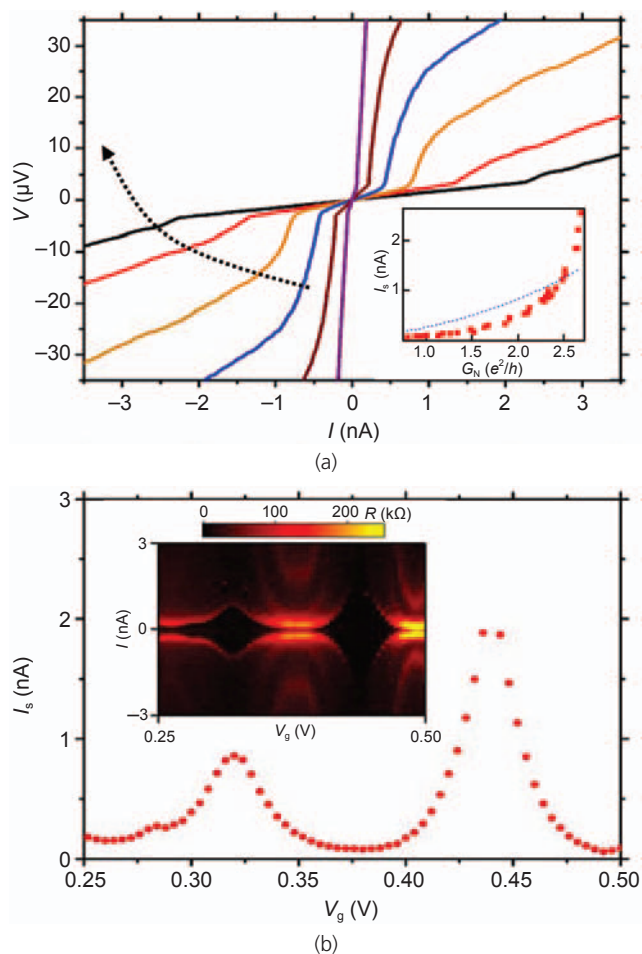 30
20
10
0
−10
−20
−30
V (µV)
−3 −2 −1 0 1 2 3
I (nA)
2
1
Is (nA)
1.0 1.5 2.0 2.5
GN (e²/h)
(a)
3
2
1
0
Is (nA)
0 100 200 R (kΩ)
3
0
−3
I (nA)
0.25 0.50
Vg (V)
0.25 0.30 0.35 0.40 0.45 0.50
Vg (V)
(b)